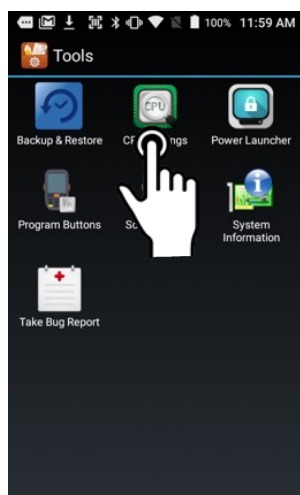 100% 11:59 AM
Tools
CPU
Backup & Restore
Power Launcher
Program Buttons
System
Information
Take Bug Report